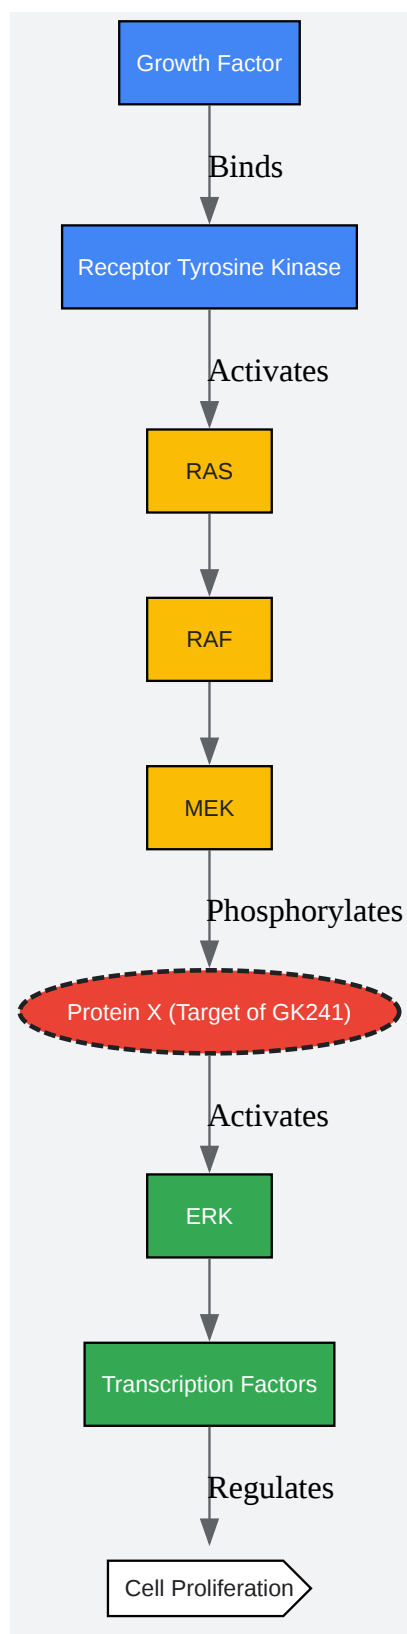 Growth Factor
Binds
Receptor Tyrosine Kinase
Activates
RAS
RAF
MEK
Phosphorylates
Protein X (Target of GK241)
Activates
ERK
Transcription Factors
Regulates
Cell Proliferation